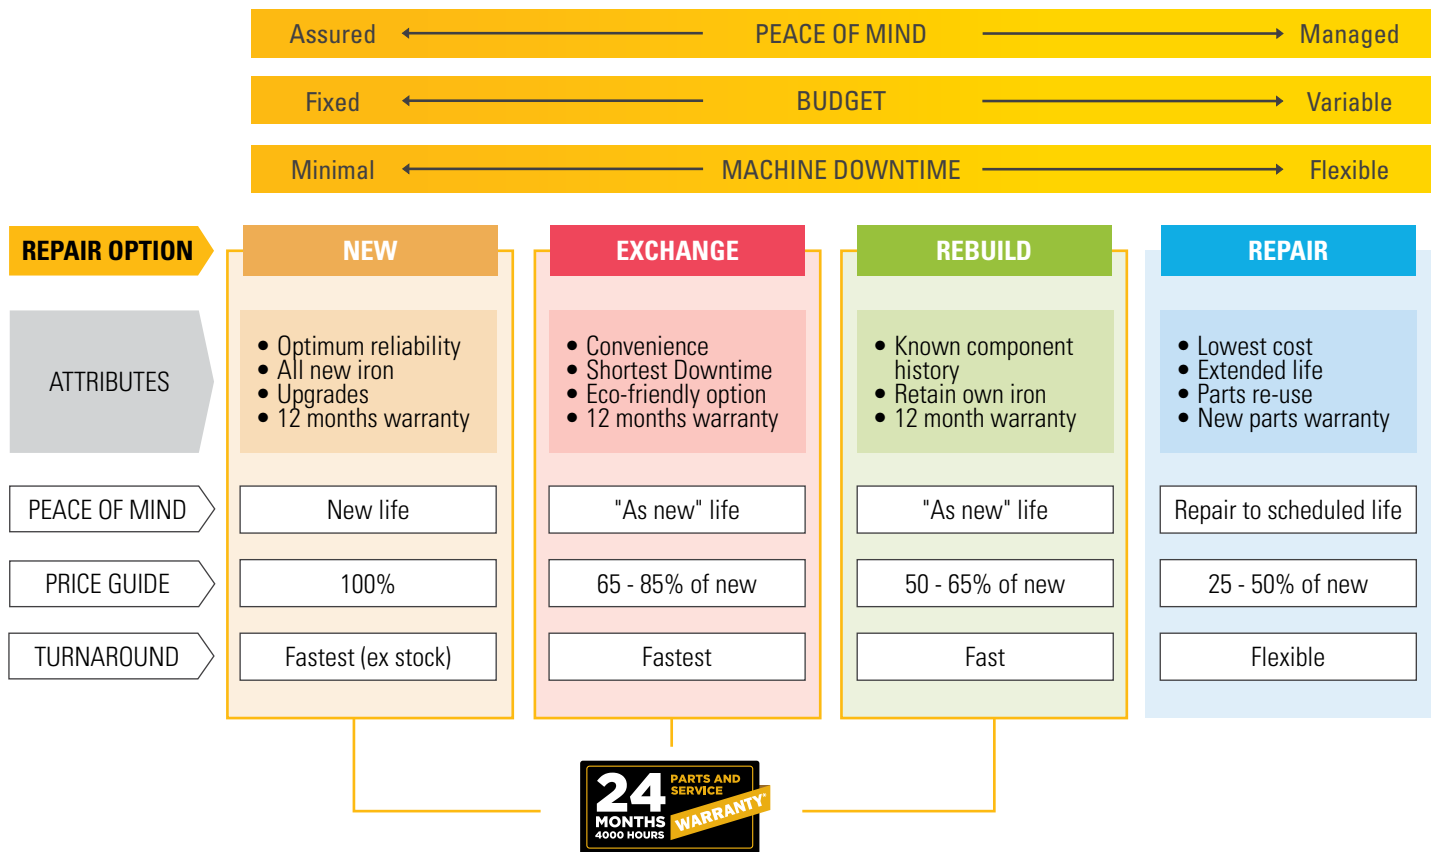 Assured PEACE OF MIND Managed
Fixed BUDGET Variable
Minimal MACHINE DOWNTIME Flexible
REPAIR OPTION
NEW
EXCHANGE
REBUILD
REPAIR
ATTRIBUTES
• Optimum reliability
• All new iron
• Upgrades
• 12 months warranty
• Convenience
• Shortest Downtime
• Eco-friendly option
• 12 months warranty
• Known component
history
• Retain own iron
• 12 month warranty
• Lowest cost
• Extended life
• Parts re-use
• New parts warranty
PEACE OF MIND
New life
"As new" life
"As new" life
Repair to scheduled life
PRICE GUIDE
100%
65 - 85% of new
50 - 65% of new
25 - 50% of new
TURNAROUND
Fastest (ex stock)
Fastest
Fast
Flexible
24
MONTHS
4000 HOURS
PARTS AND
SERVICE
WARRANTY*